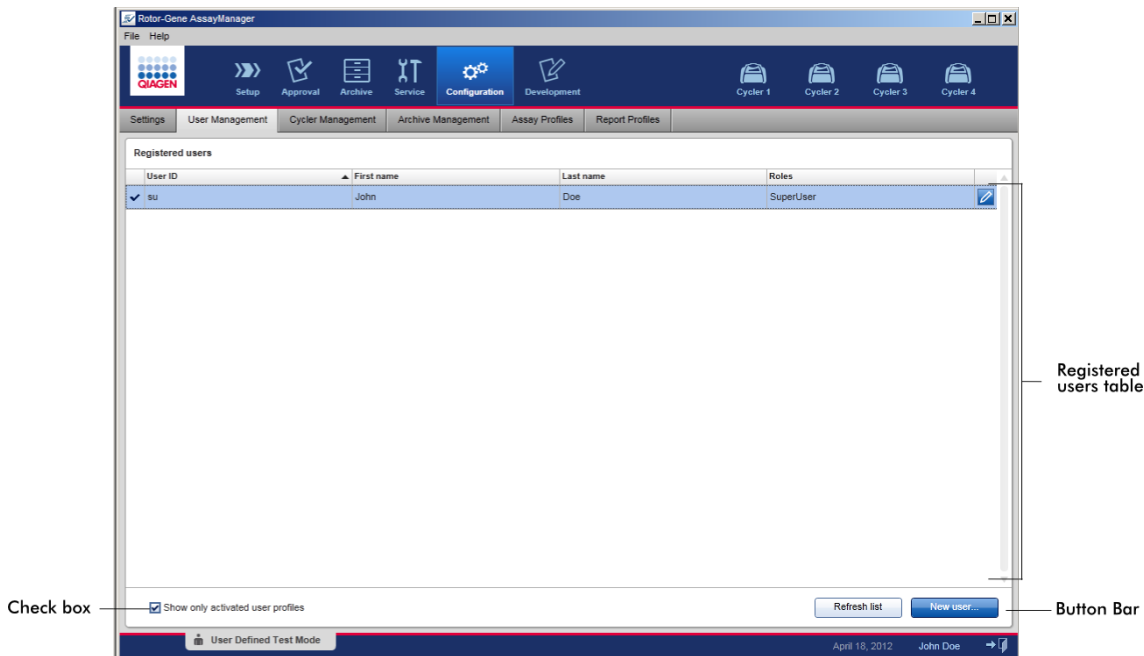 Rotor-Gene AssayManager
File Help
QIAGEN
Setup Approval Archive Service Configuration Development Cycler 1 Cycler 2 Cycler 3 Cycler 4
Settings User Management Cycler Management Archive Management Assay Profiles Report Profiles
Registered users
User ID First name Last name Roles
su John Doe SuperUser
Registered
users table
Check box
Show only activated user profiles
Refresh list New user...
Button Bar
User Defined Test Mode
April 18, 2012 John Doe